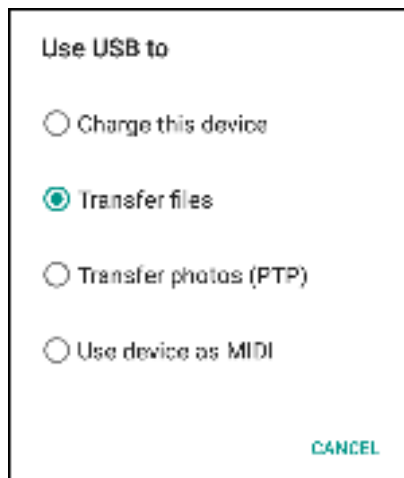 Use USB to
Charge this device
Transfer files
Transfer photos (PTP)
Use device as MIDI
CANCEL